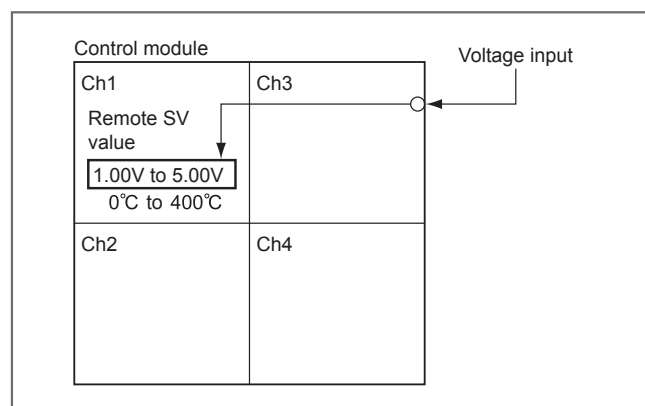 Control module
Voltage input
Ch1
Ch3
Remote SV
value
1.00V to 5.00V
0℃ to 400℃
Ch2
Ch4